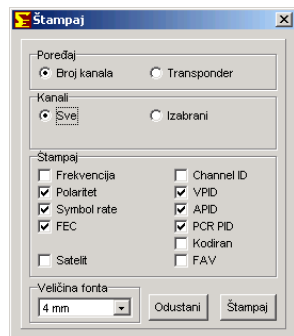 Štampaj
Poređaj
Broj kanala Transponder
Kanali
Sve Izabrani
Štampaj
Frekvencija Channel ID
Polaritet VPID
Symbol rate APID
FEC PCR PID
Kodiran
Satelit FAV
Veličina fonta
4 mm Odustani Štampaj